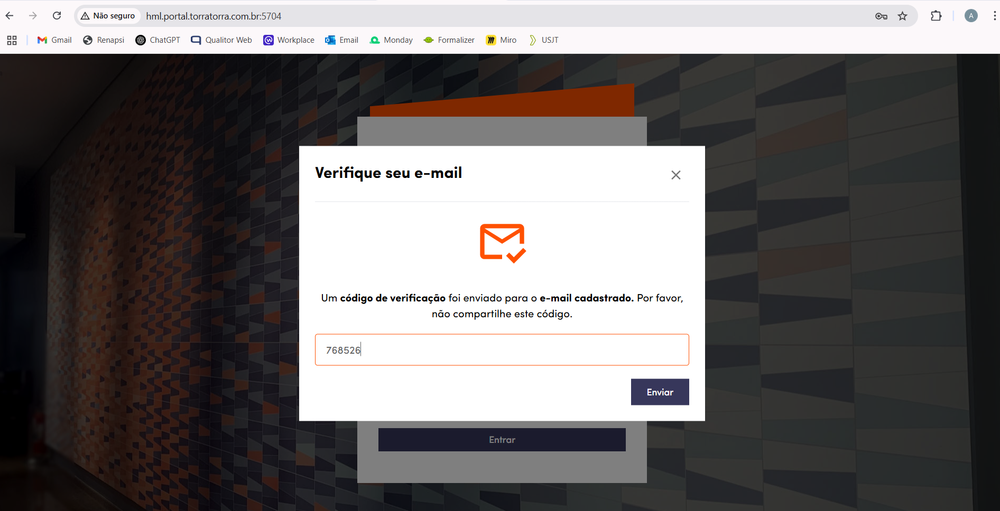 Não seguro
hml.portal.torratorra.com.br:5704
A
Gmail
Renapsi
ChatGPT
Qualitor Web
Workplace
Email
Monday
Formalizer
Miro
USJT
Verifique seu e-mail
Um código de verificação foi enviado para o e-mail cadastrado. Por favor,
não compartilhe este código.
768526
Enviar
Entrar